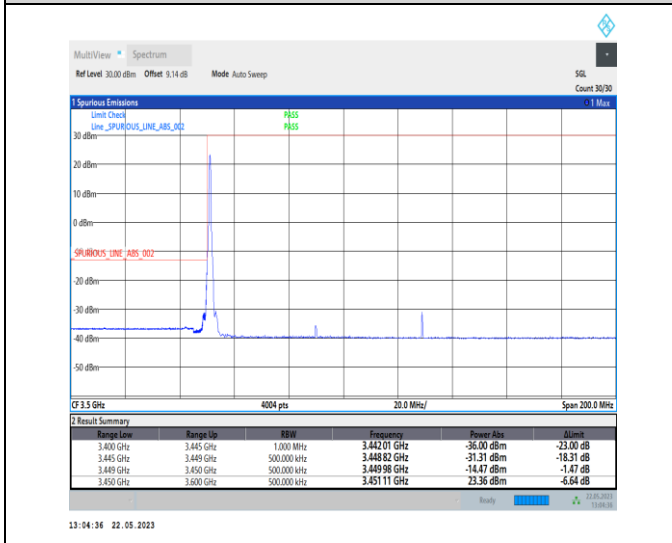 MultiView Spectrum
Ref Level 30.00 dBm Offset 9.14 dB Mode Auto Sweep SGL
Count 30/30
1 Spurious Emissions 1 Max
Limit Check PASS
Line _SPURIOUS_LINE_ABS_002 PASS
30 dBm
20 dBm
10 dBm
0 dBm
_SPURIOUS_LINE_ABS_002
-20 dBm
-30 dBm
-40 dBm
-50 dBm
CF 3.5 GHz 4004 pts 20.0 MHz/ Span 200.0 MHz
2 Result Summary
Range Low Range Up RBW Frequency Power Abs ΔLimit
3.400 GHz 3.445 GHz 1.000 MHz 3.44201 GHz -36.00 dBm -23.00 dB
3.445 GHz 3.449 GHz 500.000 kHz 3.44882 GHz -31.31 dBm -18.31 dB
3.449 GHz 3.450 GHz 500.000 kHz 3.44998 GHz -14.47 dBm -1.47 dB
3.450 GHz 3.600 GHz 500.000 kHz 3.45111 GHz 23.36 dBm -6.64 dB
Ready 22.05.2023
13:04:36
13:04:36 22.05.2023